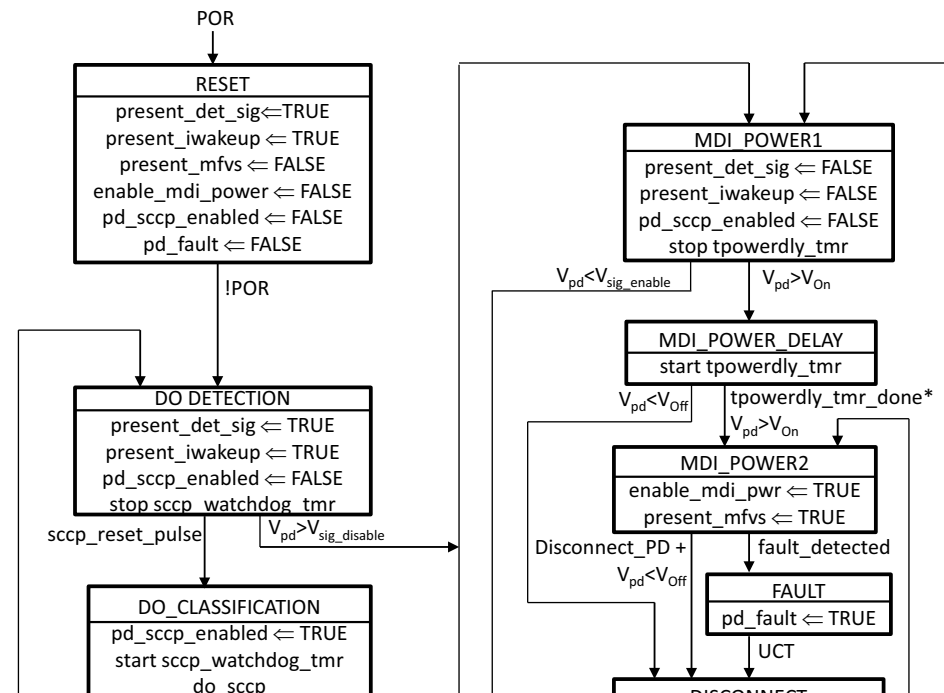 POR
RESET
present_det_sig⇐TRUE
present_iwakeup ⇐ TRUE
present_mfvs ⇐ FALSE
enable_mdi_power ⇐ FALSE
pd_sccp_enabled ⇐ FALSE
pd_fault ⇐ FALSE
!POR
DO DETECTION
present_det_sig ⇐ TRUE
present_iwakeup ⇐ TRUE
pd_sccp_enabled ⇐ FALSE
stop sccp_watchdog_tmr
sccp_reset_pulse
Vpd>Vsig_disable
DO_CLASSIFICATION
pd_sccp_enabled ⇐ TRUE
start sccp_watchdog_tmr
do_sccp
MDI_POWER1
present_det_sig ⇐ FALSE
present_iwakeup ⇐ FALSE
pd_sccp_enabled ⇐ FALSE
stop tpowerdly_tmr
Vpd<Vsig_enable
Vpd>VOn
MDI_POWER_DELAY
start tpowerdly_tmr
Vpd<VOff
tpowerdly_tmr_done*
Vpd>VOn
MDI_POWER2
enable_mdi_pwr ⇐ TRUE
present_mfvs ⇐ TRUE
Disconnect_PD +
Vpd<VOff
fault_detected
FAULT
pd_fault ⇐ TRUE
UCT
DISCONNECT